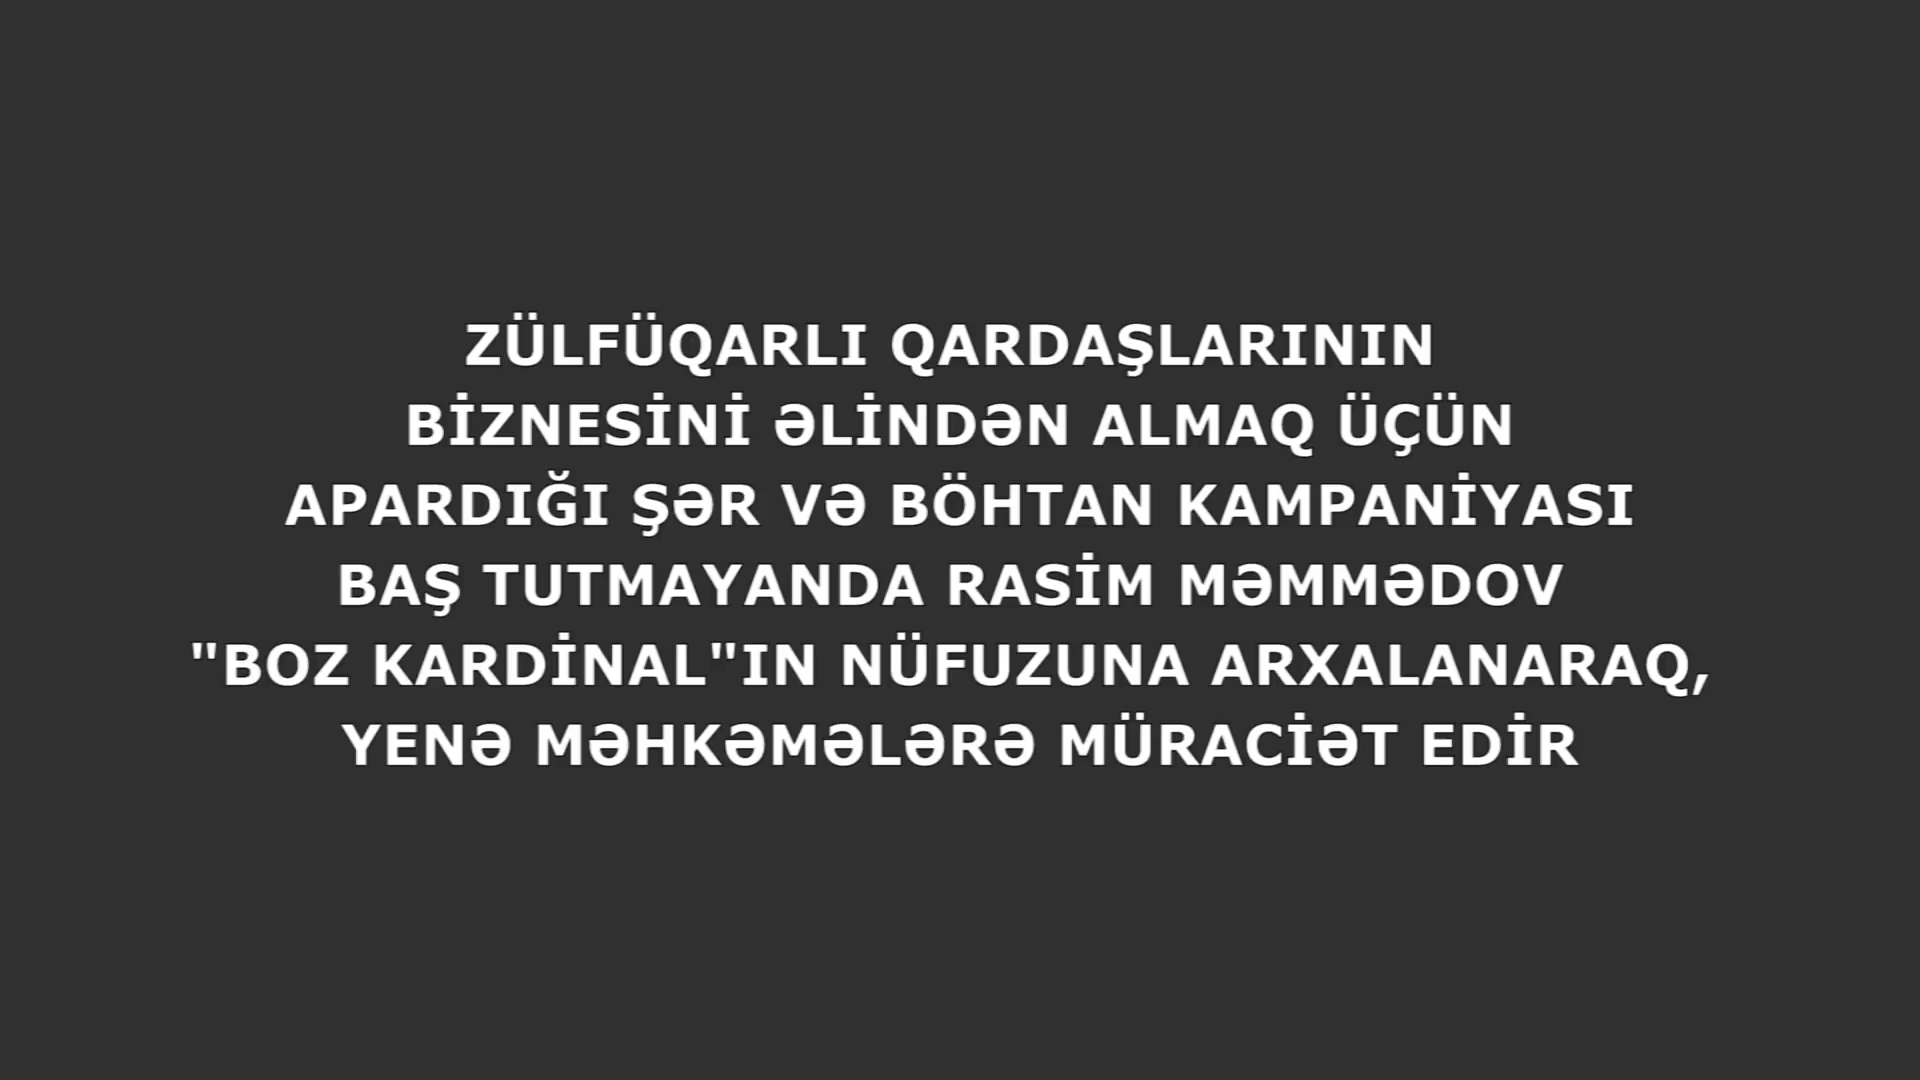 ZÜLFÜQARLI QARDAŞLARININ
BİZNESİNİ ƏLİNDƏN ALMAQ ÜÇÜN
APARDIĞI ŞƏR VƏ BÖHTAN KAMPANİYASI
BAŞ TUTMAYANDA RASİM MƏMMƏDOV
"BOZ KARDİNAL"IN NÜFUZUNA ARXALANARAQ,
YENƏ MƏHKƏMƏLƏRƏ MÜRACİƏT EDİR